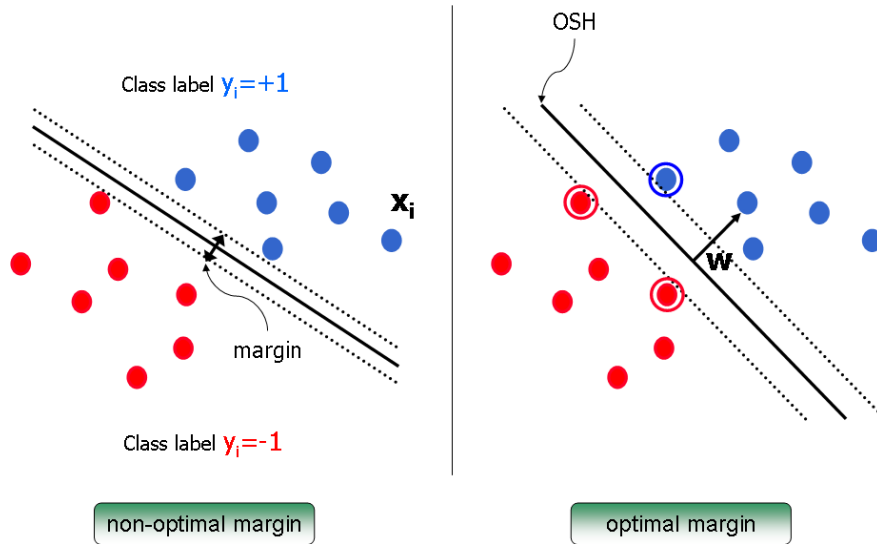 OSH
Class label yᵢ=+1
xᵢ
w
margin
Class label yᵢ=-1
non-optimal margin
optimal margin